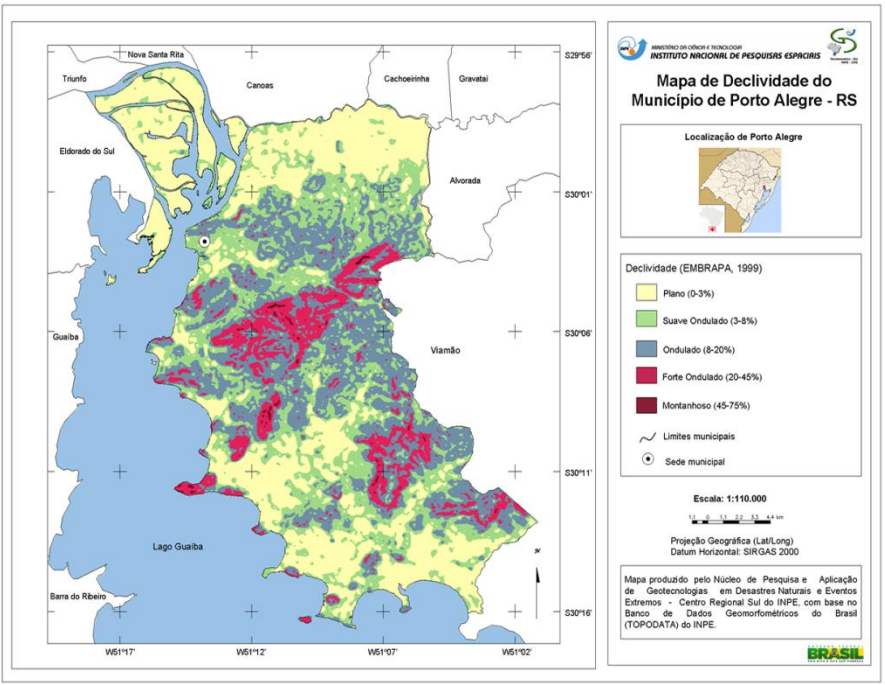 Nova Santa Rita
Triunfo
Canoas
Cachoeirinha
Gravatai
Eldorado do Sul
Alvorada
Guaíba
Viamão
Lago Guaíba
Barra do Ribeiro
S29°56'
S30°01'
S30°06'
S30°11'
S30°16'
W51°17'
W51°12'
W51°07'
W51°02'
N
INPE
MINISTÉRIO DA CIÊNCIA E TECNOLOGIA
INSTITUTO NACIONAL DE PESQUISAS ESPACIAIS
Mapa de Declividade do
Município de Porto Alegre - RS
Localização de Porto Alegre
Declividade (EMBRAPA, 1999)
Plano (0-3%)
Suave Ondulado (3-8%)
Ondulado (8-20%)
Forte Ondulado (20-45%)
Montanhoso (45-75%)
Limites municipais
Sede municipal
Escala: 1:110.000
1,1 0 1,1 2,2 3,3 4,4 km
Projeção Geográfica (Lat/Long)
Datum Horizontal: SIRGAS 2000
Mapa produzido pelo Núcleo de Pesquisa e Aplicação
de Geotecnologias em Desastres Naturais e Eventos
Extremos - Centro Regional Sul do INPE, com base no
Banco de Dados Geomorfométricos do Brasil
(TOPODATA) do INPE.
BRASIL